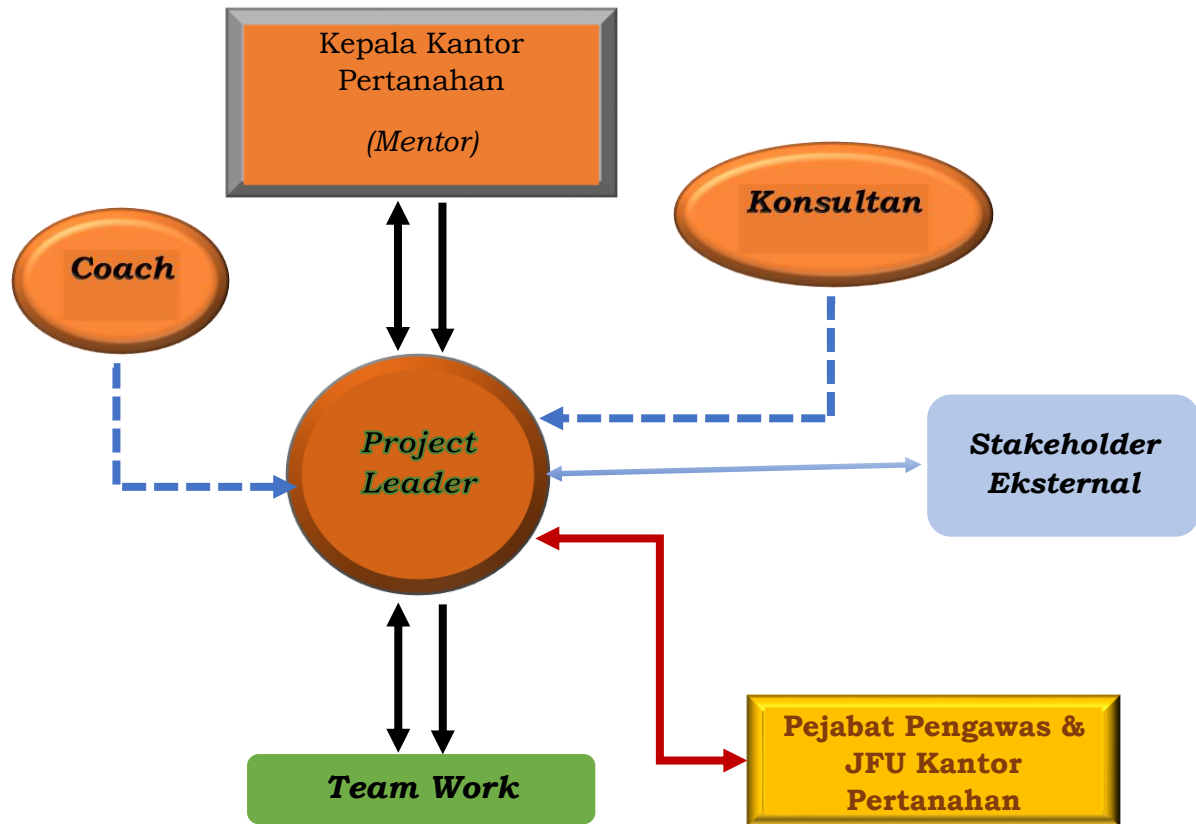 Kepala Kantor
Pertanahan
(Mentor)
Konsultan
Coach
Project
Leader
Stakeholder
Eksternal
Team Work
Pejabat Pengawas &
JFU Kantor
Pertanahan